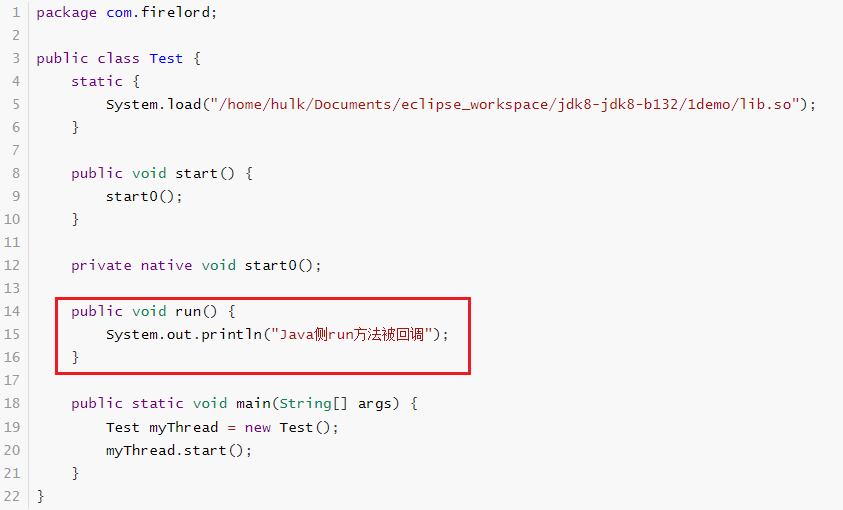 1 package com.firelord;
2
3 public class Test {
4     static {
5         System.load("/home/hulk/Documents/eclipse_workspace/jdk8-jdk8-b132/1demo/lib.so");
6     }
7
8     public void start() {
9         start0();
10     }
11
12     private native void start0();
13
14     public void run() {
15         System.out.println("Java侧run方法被回调");
16     }
17
18     public static void main(String[] args) {
19         Test myThread = new Test();
20         myThread.start();
21     }
22 }